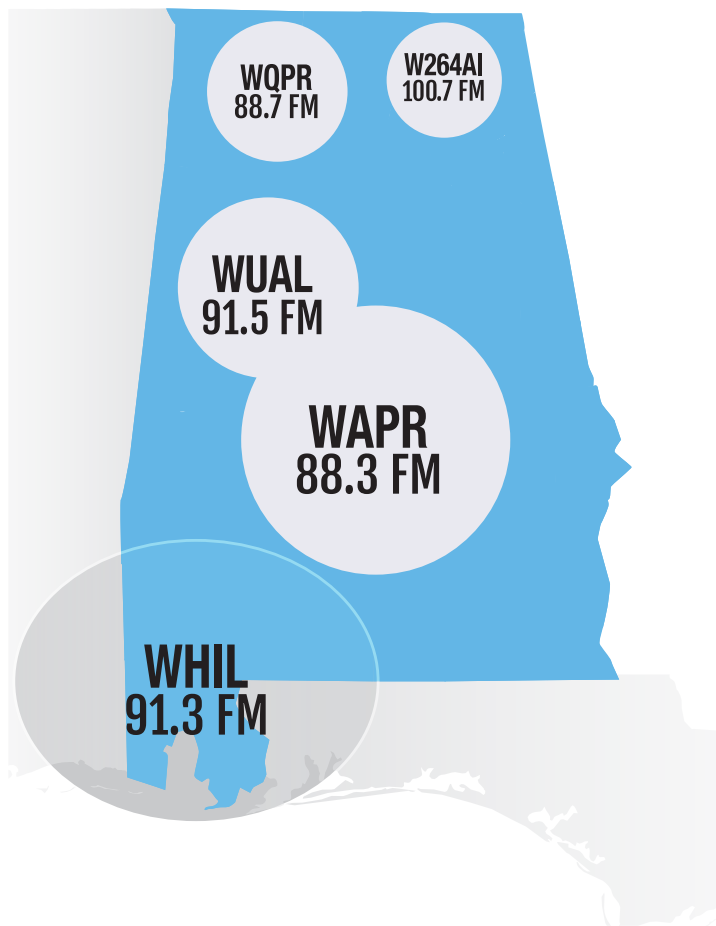 WQPR
88.7 FM
W264AI
100.7 FM
WUAL
91.5 FM
WAPR
88.3 FM
WHIL
91.3 FM